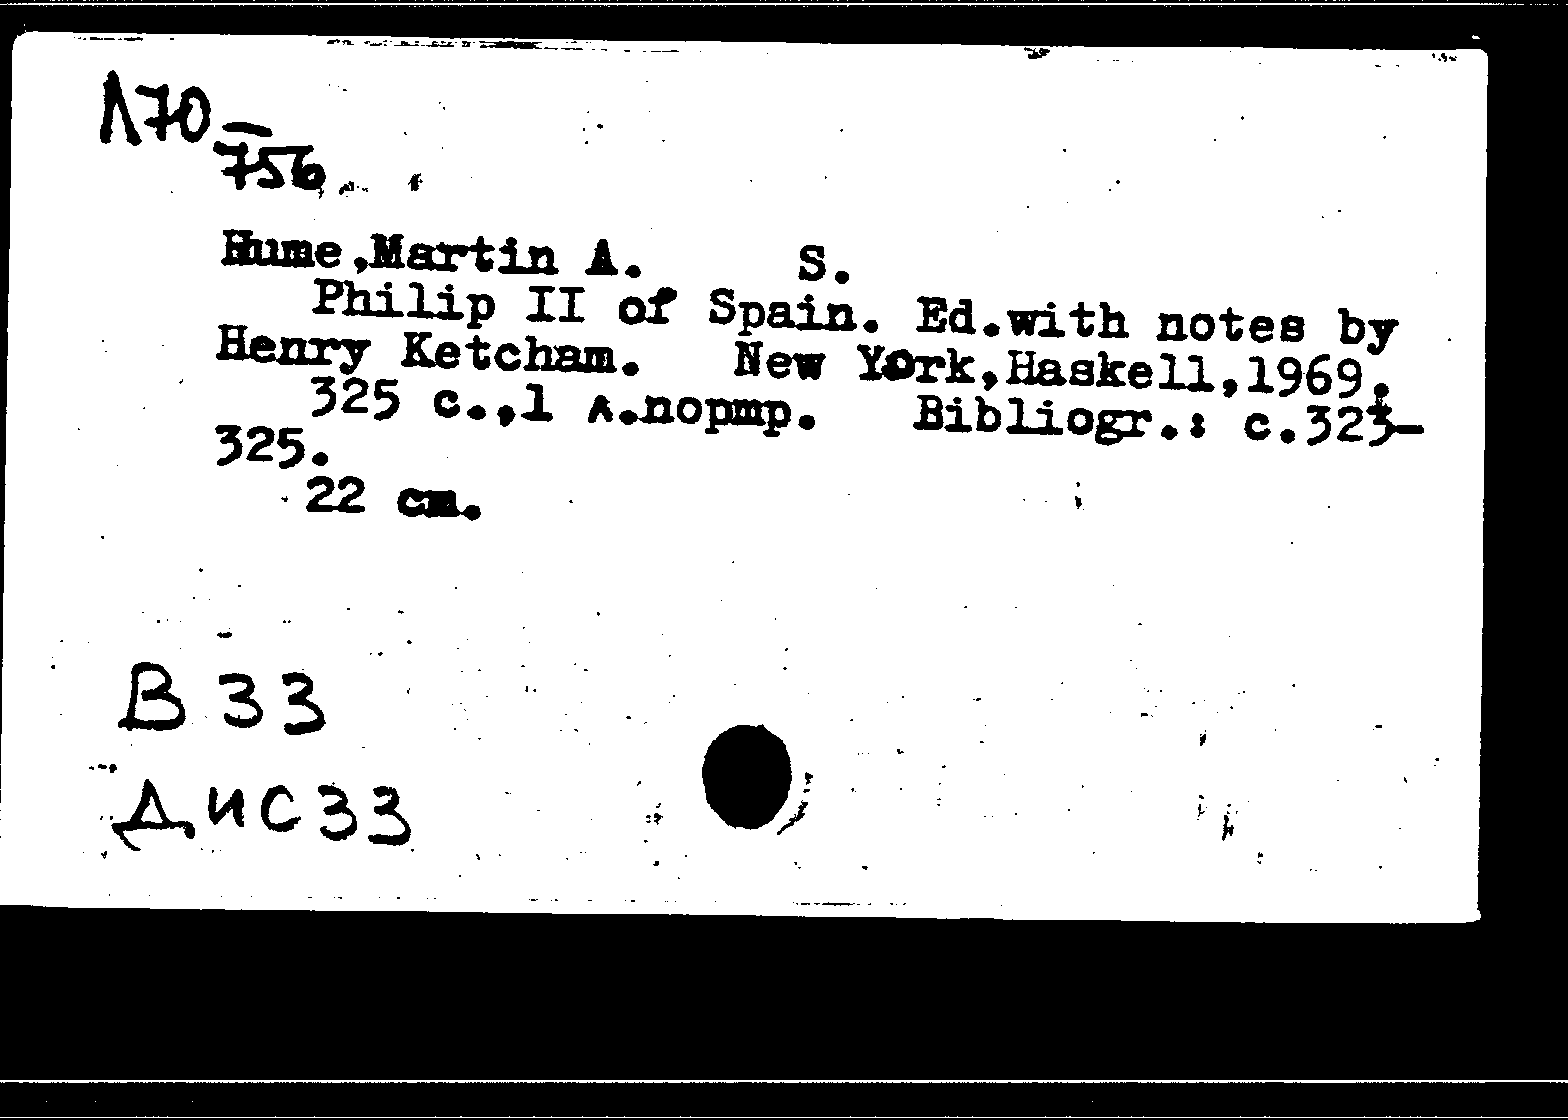 Л70-
756
Hume,Martin A. S.
Philip II of Spain. Ed.with notes by
Henry Ketcham. New York,Haskell,1969.
325 c.,1 л.портр. Bibliogr.: c.323-
325.
22 cm.
В 33
Дис 33